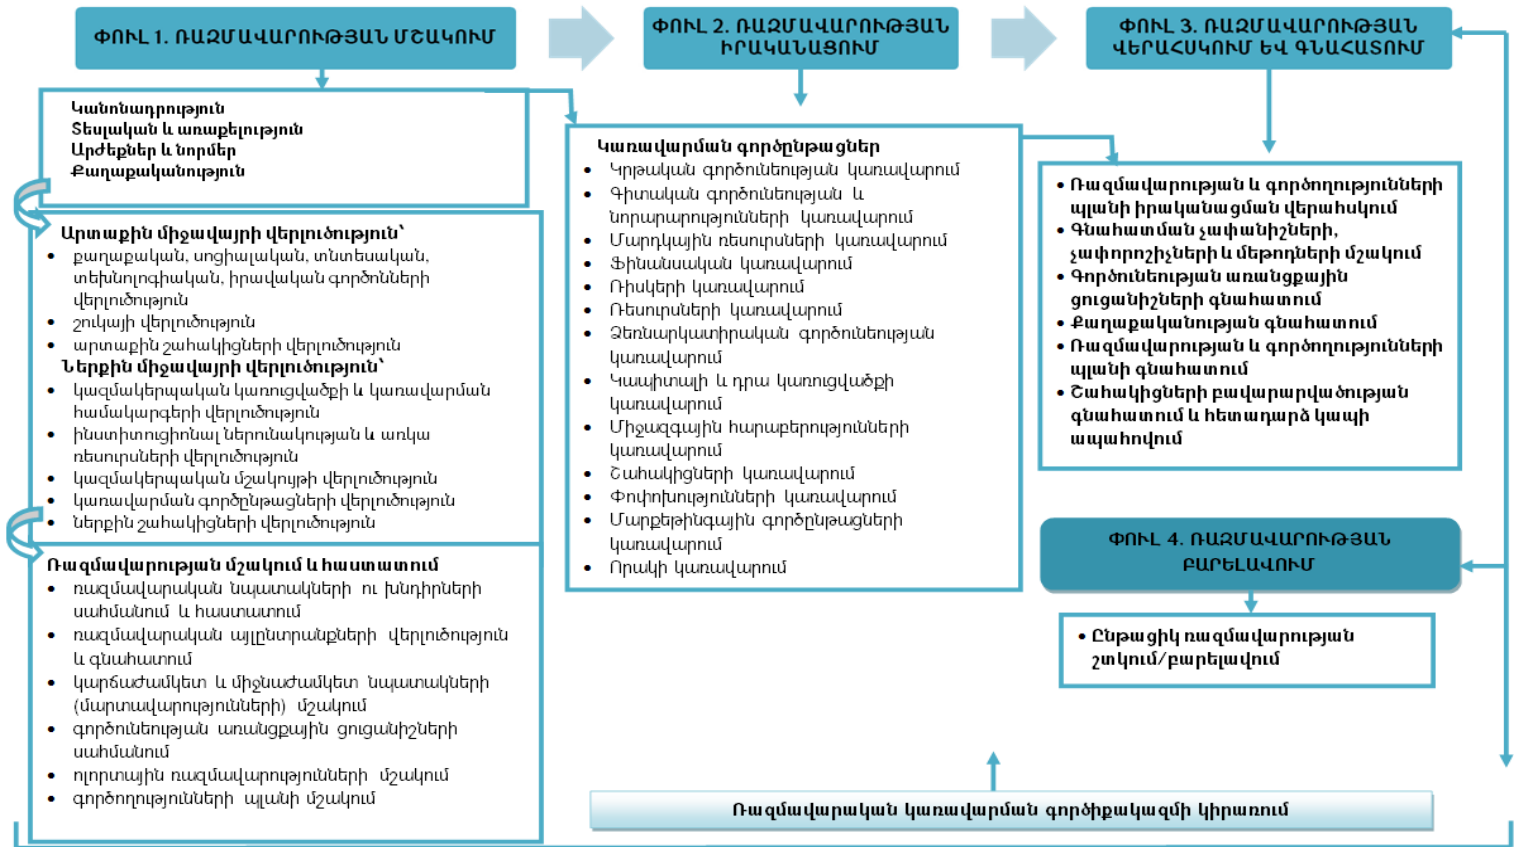 ՓՈՒԼ 1. ՌԱԶՄԱՎԱՐՈՒԹՅԱՆ ՄՇԱԿՈՒՄ
Կանոնադրություն
Տեսլական և առաքելություն
Արժեքներ և նորմեր
Քաղաքականություն
Արտաքին միջավայրի վերլուծություն՝
• քաղաքական, սոցիալական, տնտեսական,
տեխնոլոգիական, իրավական գործոնների
վերլուծություն
• շուկայի վերլուծություն
• արտաքին շահակիցների վերլուծություն
Ներքին միջավայրի վերլուծություն՝
• կազմակերպական կառուցվածքի և կառավարման
համակարգերի վերլուծություն
• ինստիտուցիոնալ ներունակության և առկա
ռեսուրսների վերլուծություն
• կազմակերպական մշակույթի վերլուծություն
• կառավարման գործընթացների վերլուծություն
• ներքին շահակիցների վերլուծություն
Ռազմավարության մշակում և հաստատում
• ռազմավարական նպատակների ու խնդիրների
սահմանում և հաստատում
• ռազմավարական այլընտրանքների վերլուծություն
և գնահատում
• կարճաժամկետ և միջնաժամկետ նպատակների
(մարտավարությունների) մշակում
• գործունեության առանցքային ցուցանիշների
սահմանում
• ոլորտային ռազմավարությունների մշակում
• գործողությունների պլանի մշակում
ՓՈՒԼ 2. ՌԱԶՄԱՎԱՐՈՒԹՅԱՆ
ԻՐԱԿԱՆԱՑՈՒՄ
Կառավարման գործընթացներ
• Կրթական գործունեության կառավարում
• Գիտական գործունեության և
նորարարությունների կառավարում
• Մարդկային ռեսուրսների կառավարում
• Ֆինանսական կառավարում
• Ռիսկերի կառավարում
• Ռեսուրսների կառավարում
• Ձեռնարկատիրական գործունեության
կառավարում
• Կապիտալի և դրա կառուցվածքի
կառավարում
• Միջազգային հարաբերությունների
կառավարում
• Շահակիցների կառավարում
• Փոփոխությունների կառավարում
• Մարքեթինգային գործընթացների
կառավարում
• Որակի կառավարում
ՓՈՒԼ 3. ՌԱԶՄԱՎԱՐՈՒԹՅԱՆ
ՎԵՐԱՀՍԿՈՒՄ ԵՎ ԳՆԱՀԱՏՈՒՄ
• Ռազմավարության և գործողությունների
պլանի իրականացման վերահսկում
• Գնահատման չափանիշների,
չափորոշիչների և մեթոդների մշակում
• Գործունեության առանցքային
ցուցանիշների գնահատում
• Քաղաքականության գնահատում
• Ռազմավարության և գործողությունների
պլանի գնահատում
• Շահակիցների բավարարվածության
գնահատում և հետադարձ կապի
ապահովում
ՓՈՒԼ 4. ՌԱԶՄԱՎԱՐՈՒԹՅԱՆ
ԲԱՐԵԼԱՎՈՒՄ
• Ընթացիկ ռազմավարության
շտկում/բարելավում
Ռազմավարական կառավարման գործիքակազմի կիրառում